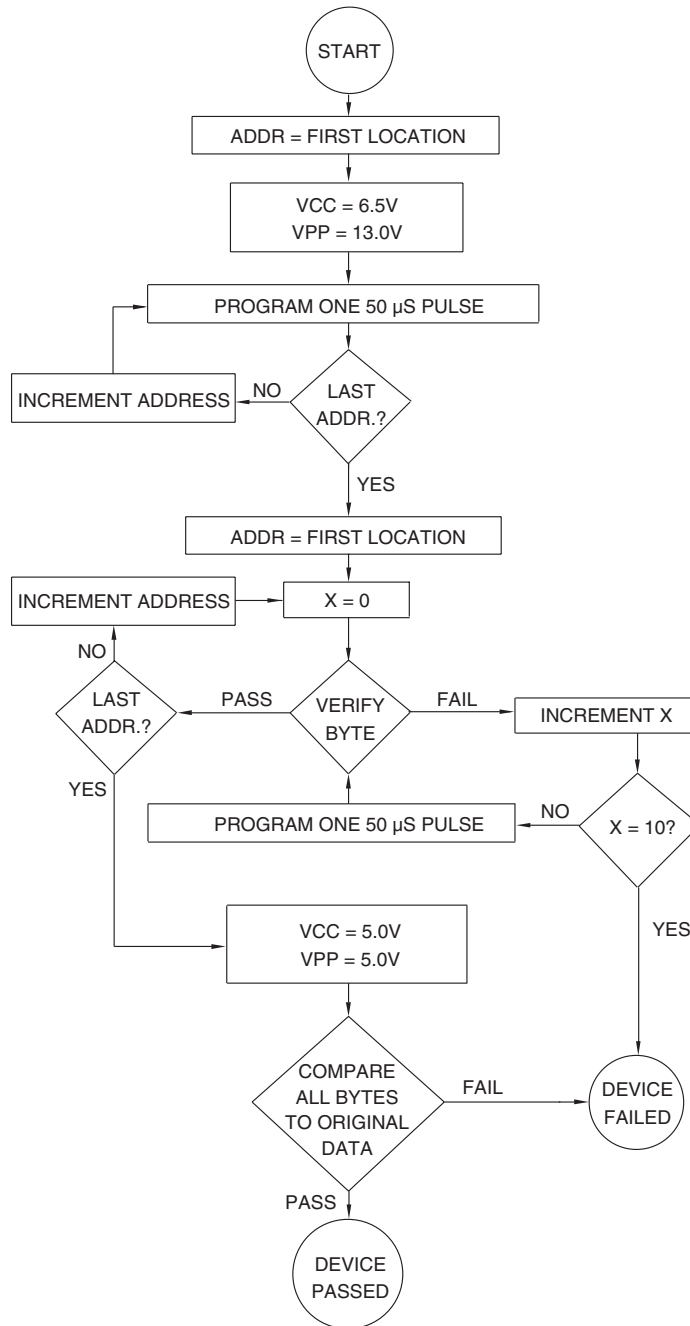 START
ADDR = FIRST LOCATION
VCC = 6.5V
VPP = 13.0V
PROGRAM ONE 50 µS PULSE
INCREMENT ADDRESS
NO
LAST
ADDR.?
YES
ADDR = FIRST LOCATION
INCREMENT ADDRESS
X = 0
NO
LAST
ADDR.?
PASS
VERIFY
BYTE
FAIL
INCREMENT X
YES
PROGRAM ONE 50 µS PULSE
NO
X = 10?
YES
VCC = 5.0V
VPP = 5.0V
COMPARE
ALL BYTES
TO ORIGINAL
DATA
FAIL
DEVICE
FAILED
PASS
DEVICE
PASSED